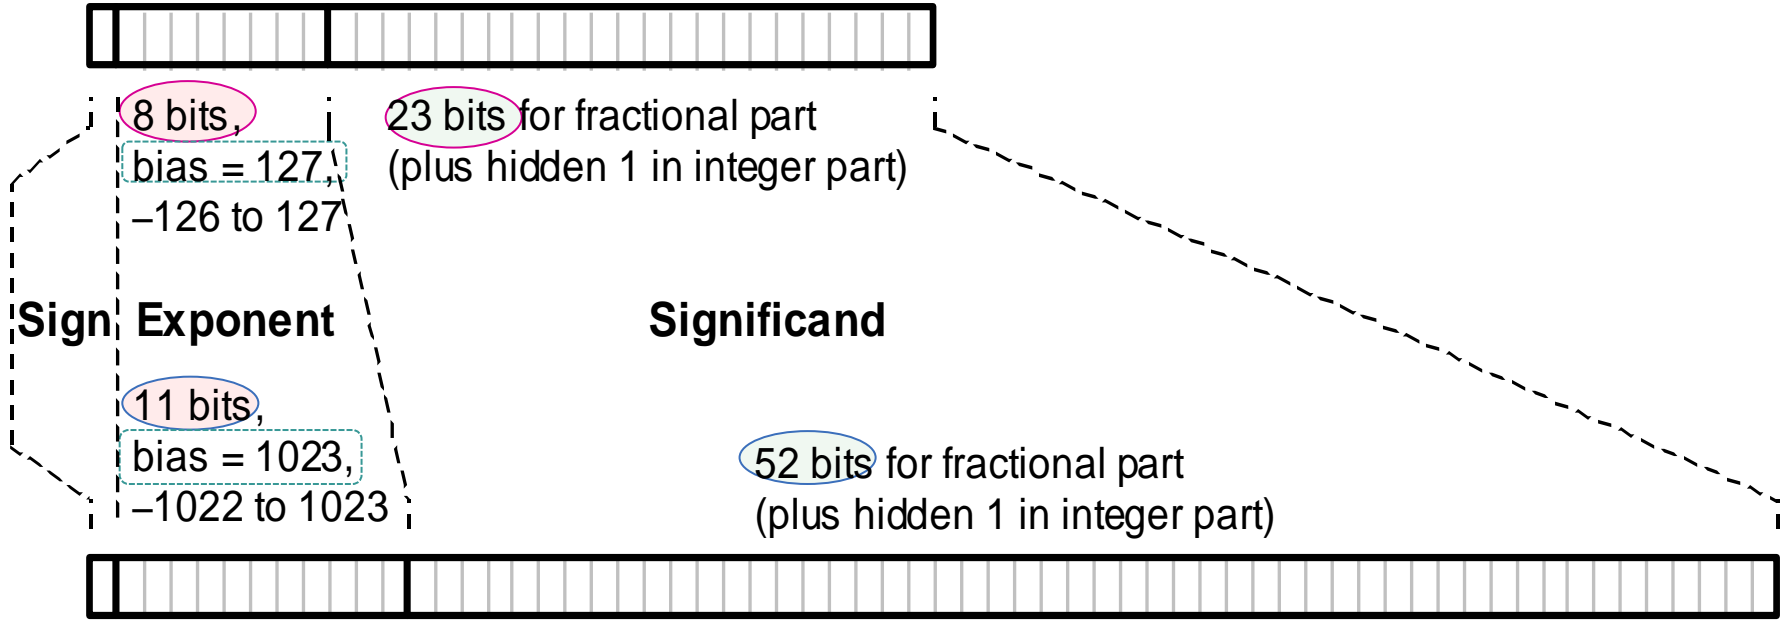 8 bits,
bias = 127,
–126 to 127
23 bits for fractional part
(plus hidden 1 in integer part)
Sign Exponent Significand
11 bits,
bias = 1023,
–1022 to 1023
52 bits for fractional part
(plus hidden 1 in integer part)